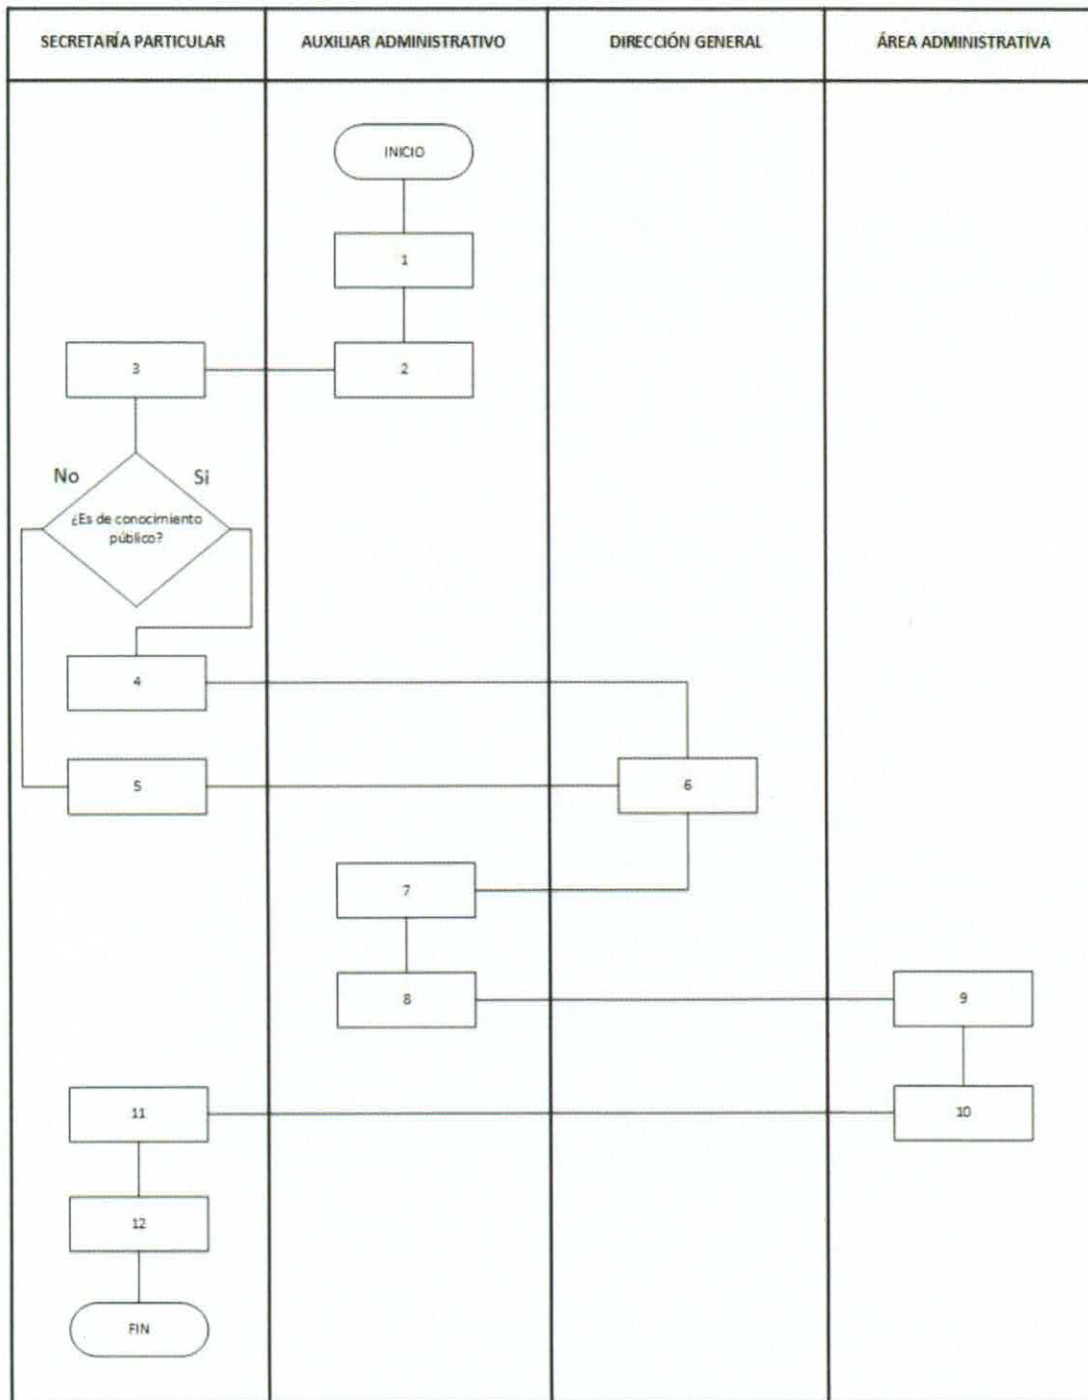 SECRETARÍA PARTICULAR
AUXILIAR ADMINISTRATIVO
DIRECCIÓN GENERAL
ÁREA ADMINISTRATIVA
INICIO
1
3
2
No
Si
¿Es de conocimiento
público?
4
5
6
7
8
9
11
10
12
FIN